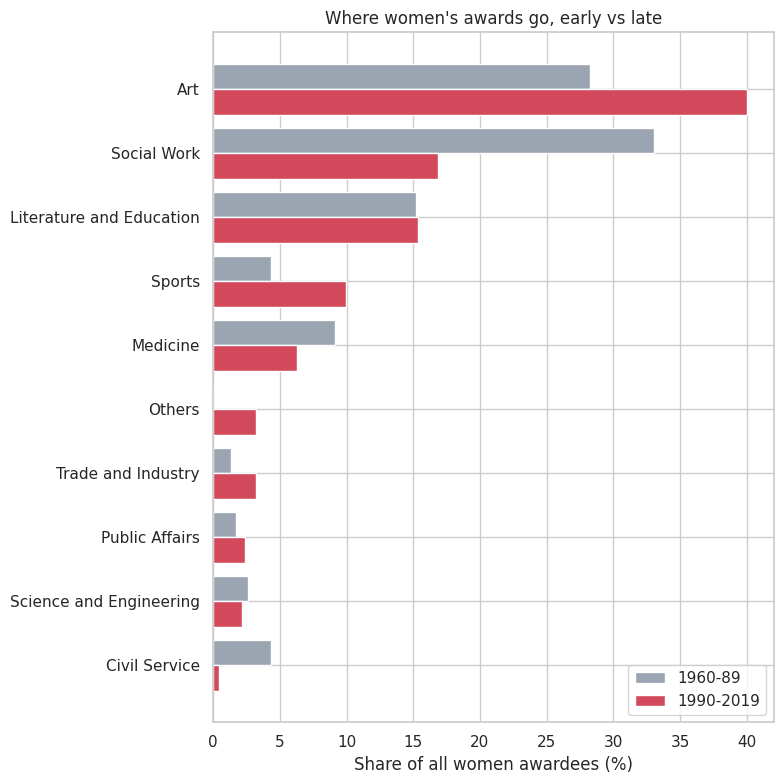 Where women's awards go, early vs late
Art
Social Work
Literature and Education
Sports
Medicine
Others
Trade and Industry
Public Affairs
Science and Engineering
Civil Service
1960-89
1990-2019
0 5 10 15 20 25 30 35 40
Share of all women awardees (%)